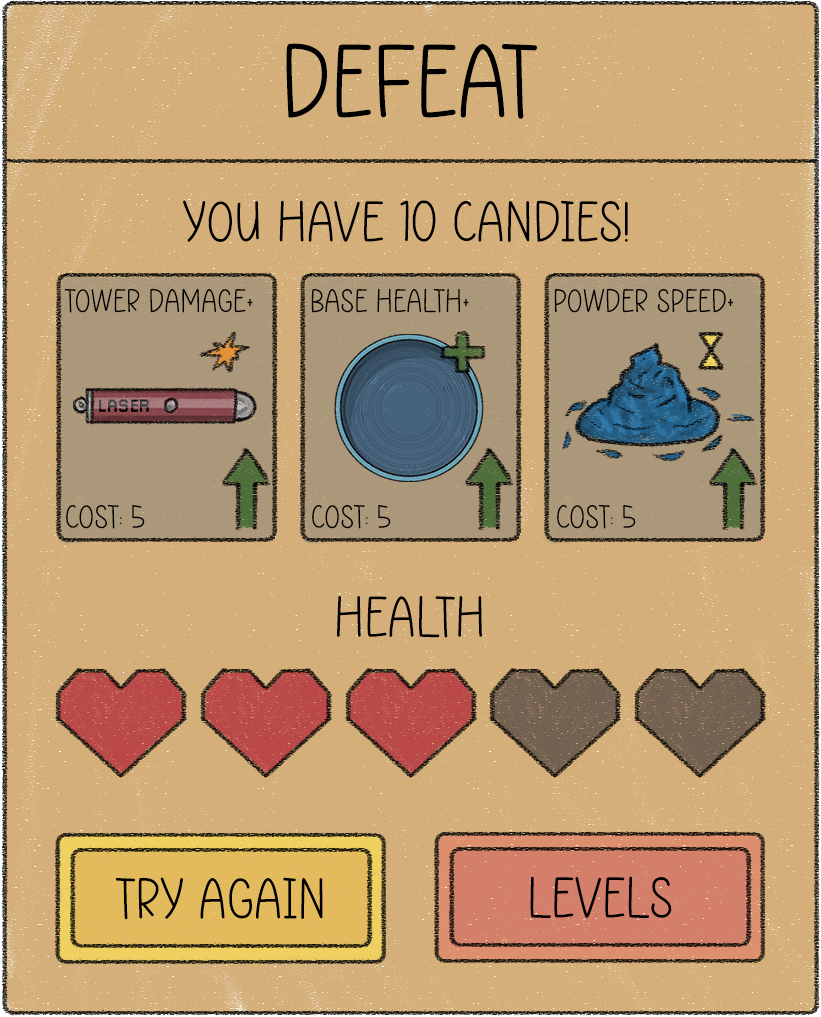 DEFEAT
YOU HAVE 10 CANDIES!
TOWER DAMAGE+
BASE HEALTH+
POWDER SPEED+
LASER
COST: 5
COST: 5
COST: 5
HEALTH
TRY AGAIN
LEVELS